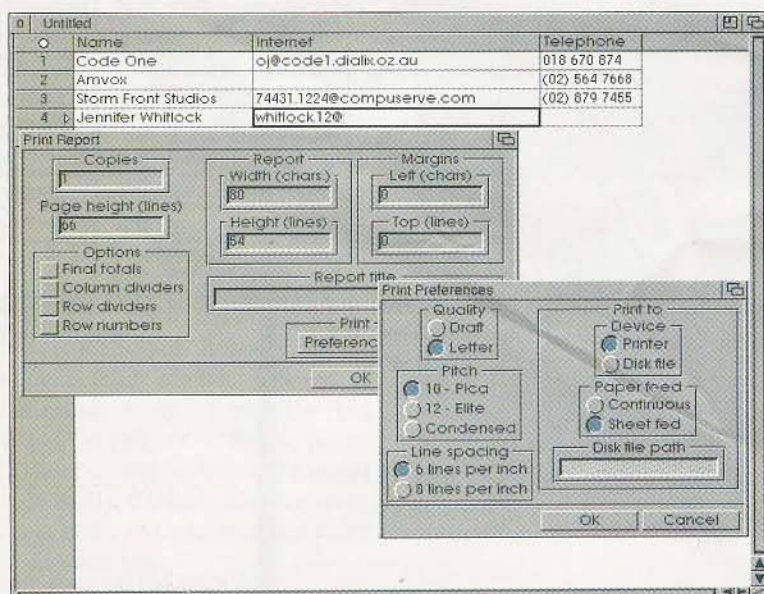 0 Untitled
Name Internet Telephone
1 Code One oj@code1.dialix.oz.au 018 670 874
2 Amvox (02) 564 7668
3 Storm Front Studios 74431.1224@compuserve.com (02) 879 7455
4 Jennifer Whitlock whitlock.12@
Print Report
Copies
1
Page height (lines)
66
Options
Final totals
Column dividers
Row dividers
Row numbers
Report
Width (chars.)
80
Height (lines)
54
Margins
Left (chars)
0
Top (lines)
0
Report title
Print
Preferenc
OK
Print Preferences
Quality
Draft
Letter
Pitch
10 - Pica
12 - Elite
Condensed
Line spacing
6 lines per inch
8 lines per inch
Print to
Device
Printer
Disk file
Paper feed
Continuous
Sheet fed
Disk file path
OK Cancel